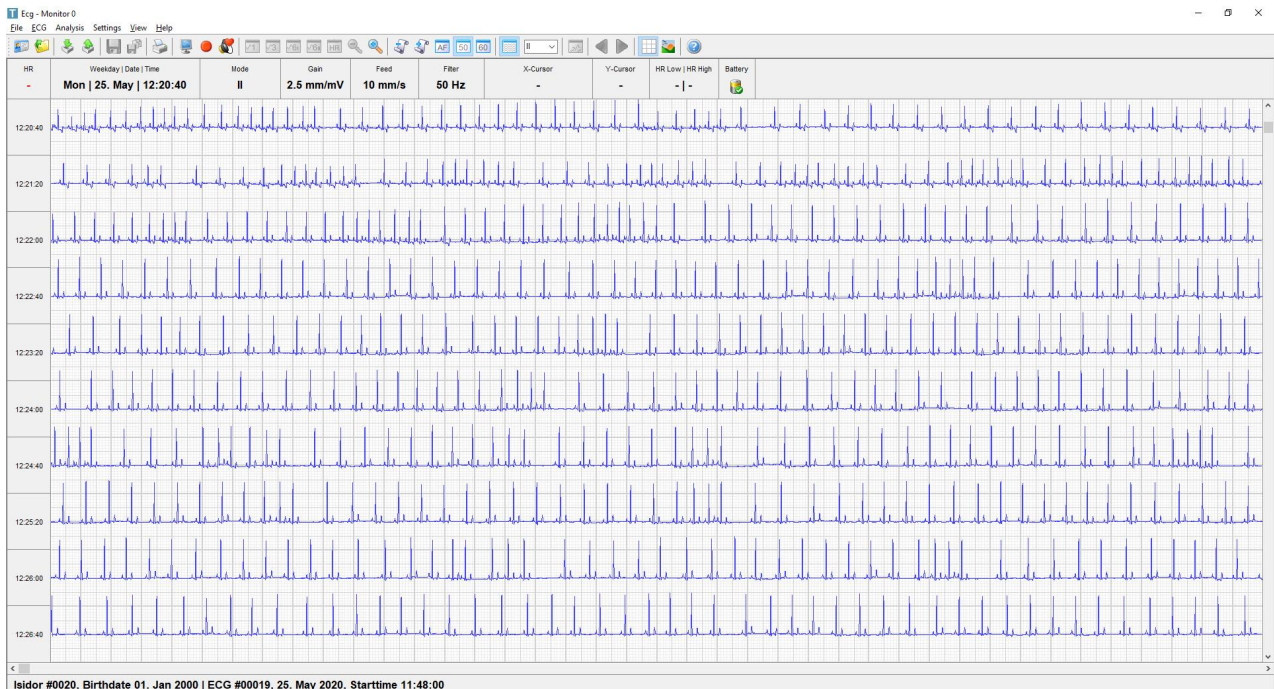 Ecg - Monitor 0
File ECG Analysis Settings View Help
AF 50 60 II
HR Weekday | Date | Time Mode Gain Feed Filter X-Cursor Y-Cursor HR Low | HR High Battery
- Mon | 25. May | 12:20:40 II 2.5 mm/mV 10 mm/s 50 Hz - - - | -
12:20:40
12:21:20
12:22:00
12:22:40
12:23:20
12:24:00
12:24:40
12:25:20
12:26:00
12:26:40
Isidor #0020, Birthdate 01. Jan 2000 | ECG #00019, 25. May 2020, Starttime 11:48:00